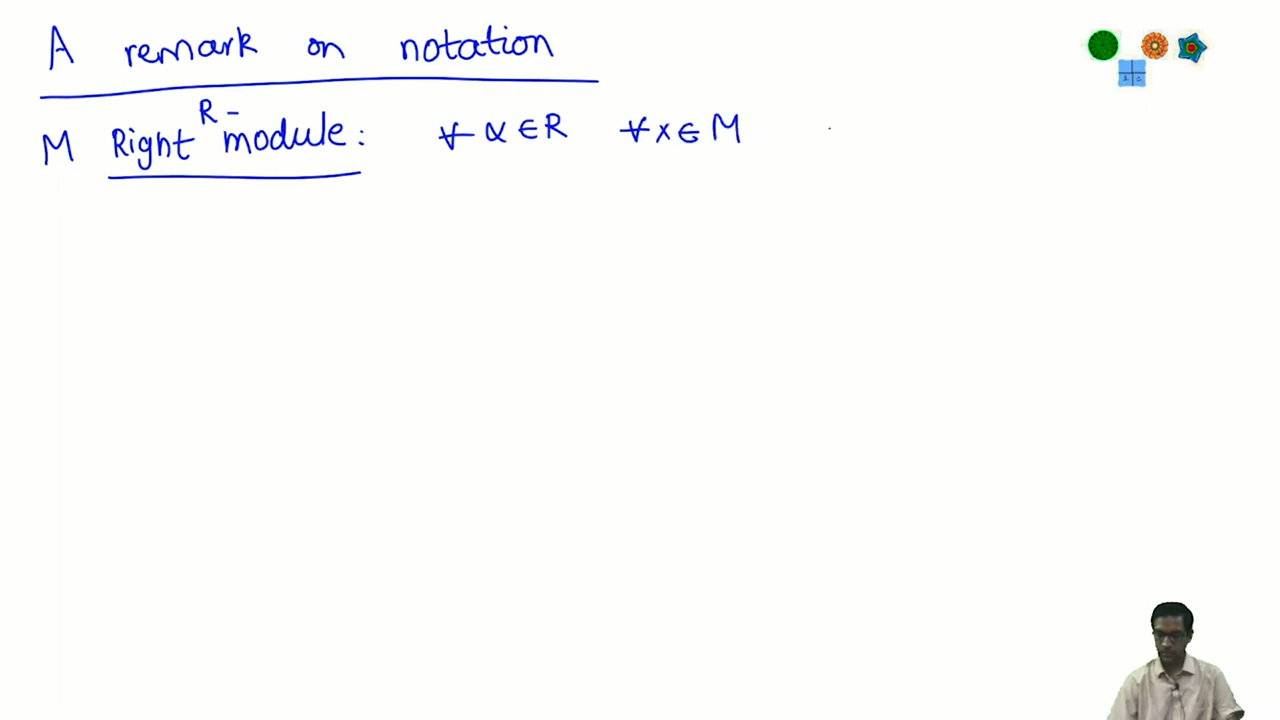 A remark on notation
M Right R-module: ∀ α ∈ R ∀ x ∈ M